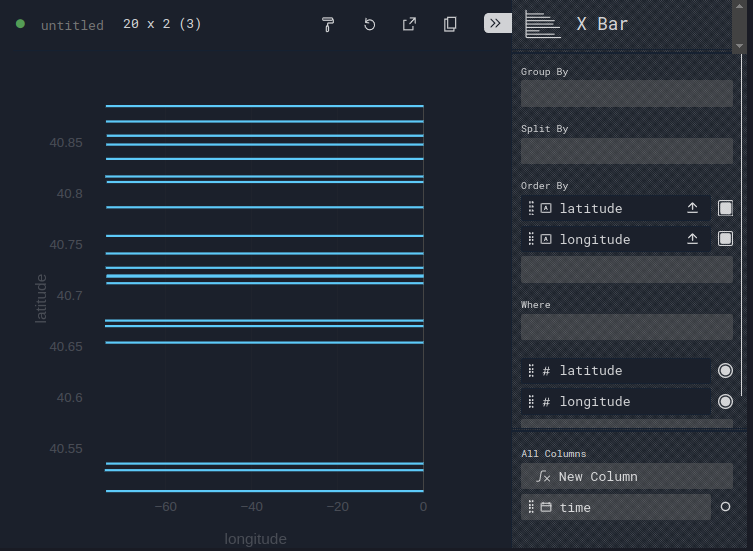 untitled 20 x 2 (3)
X Bar
Group By
Split By
Order By
A latitude
A longitude
Where
# latitude
# longitude
All Columns
New Column
time
40.85
40.8
40.75
40.7
40.65
40.6
40.55
latitude
−60 −40 −20 0
longitude